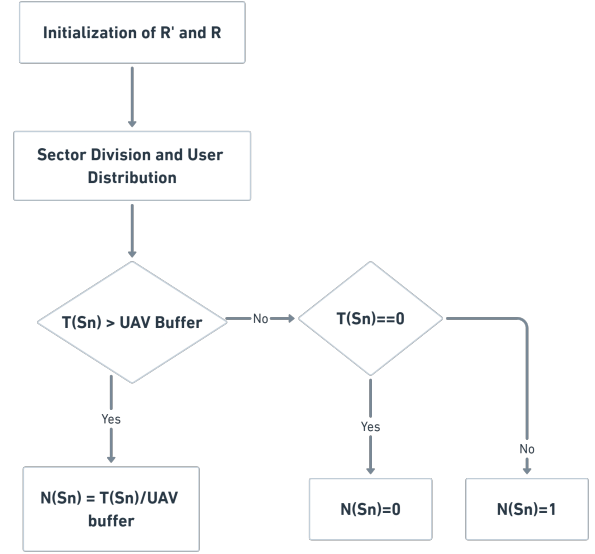 Initialization of R' and R
Sector Division and User
Distribution
T(Sn) > UAV Buffer
No
T(Sn)==0
Yes
Yes
No
N(Sn) = T(Sn)/UAV
buffer
N(Sn)=0
N(Sn)=1